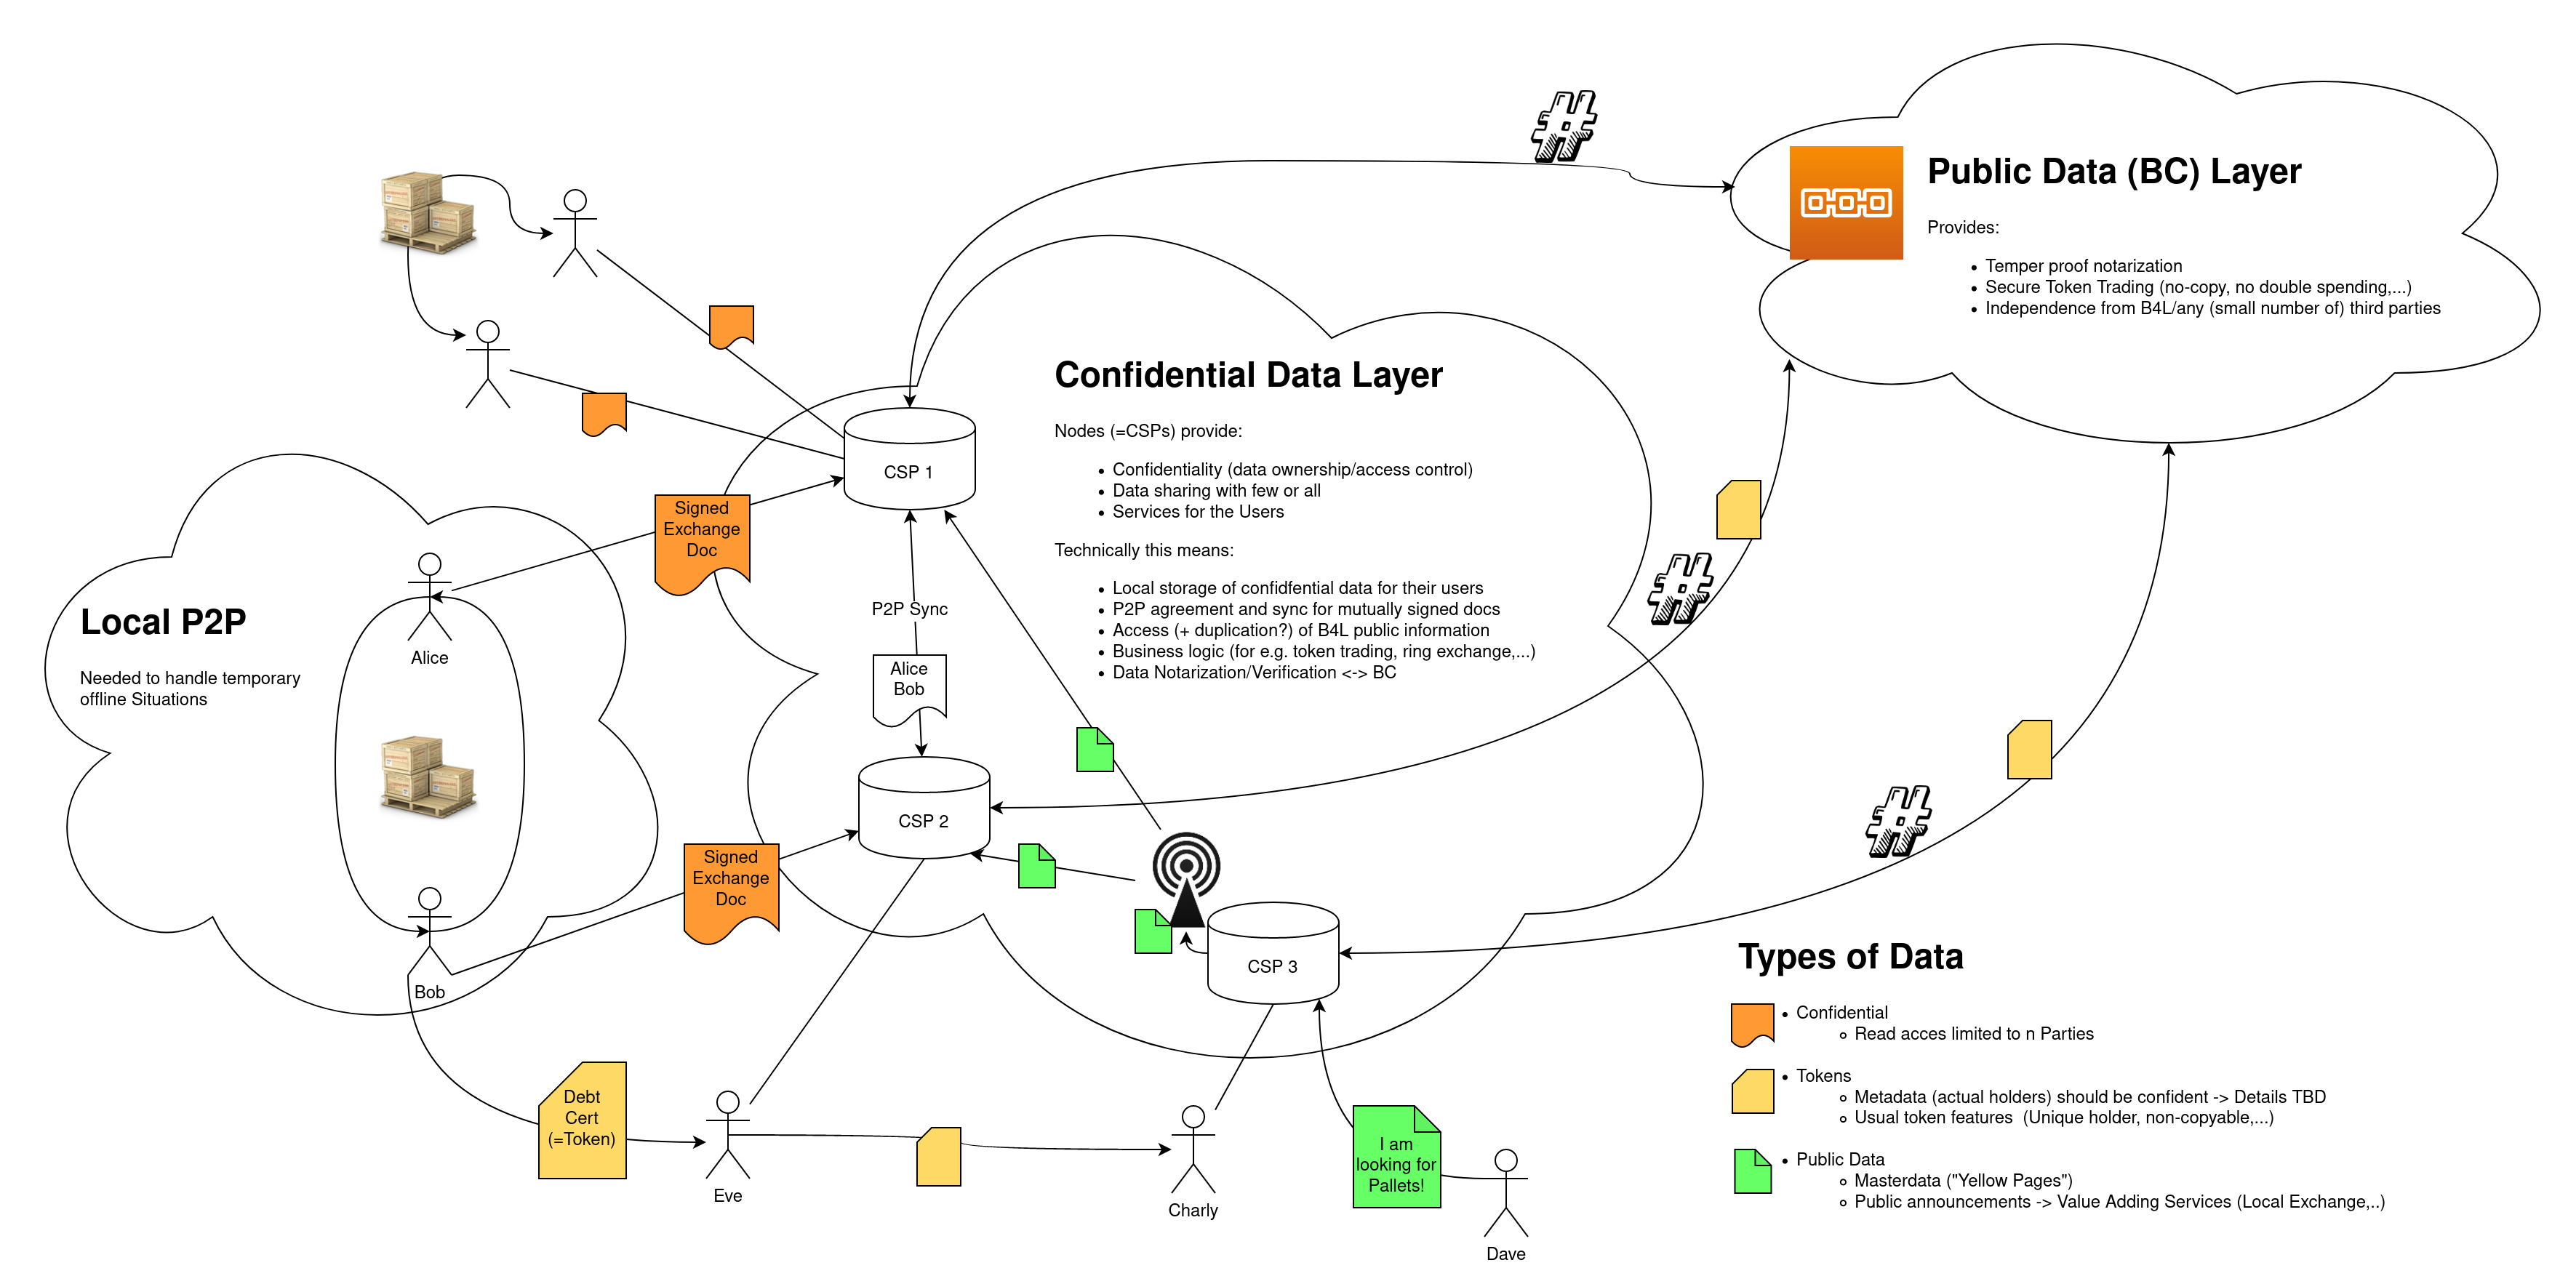 Public Data (BC) Layer
Provides:
Temper proof notarization
Secure Token Trading (no-copy, no double spending,...)
Independence from B4L/any (small number of) third parties
Confidential Data Layer
Nodes (=CSPs) provide:
Confidentiality (data ownership/access control)
Data sharing with few or all
Services for the Users
Technically this means:
Local storage of confidfential data for their users
P2P agreement and sync for mutually signed docs
Access (+ duplication?) of B4L public information
Business logic (for e.g. token trading, ring exchange,...)
Data Notarization/Verification <-> BC
CSP 1
Signed
Exchange
Doc
P2P Sync
Alice
Bob
CSP 2
Signed
Exchange
Doc
CSP 3
Local P2P
Needed to handle temporary
offline Situations
Alice
Bob
Debt
Cert
(=Token)
Eve
Charly
I am
looking for
Pallets!
Dave
#
#
#
Types of Data
Confidential
Read acces limited to n Parties
Tokens
Metadata (actual holders) should be confident -> Details TBD
Usual token features  (Unique holder, non-copyable,...)
Public Data
Masterdata ("Yellow Pages")
Public announcements -> Value Adding Services (Local Exchange,..)